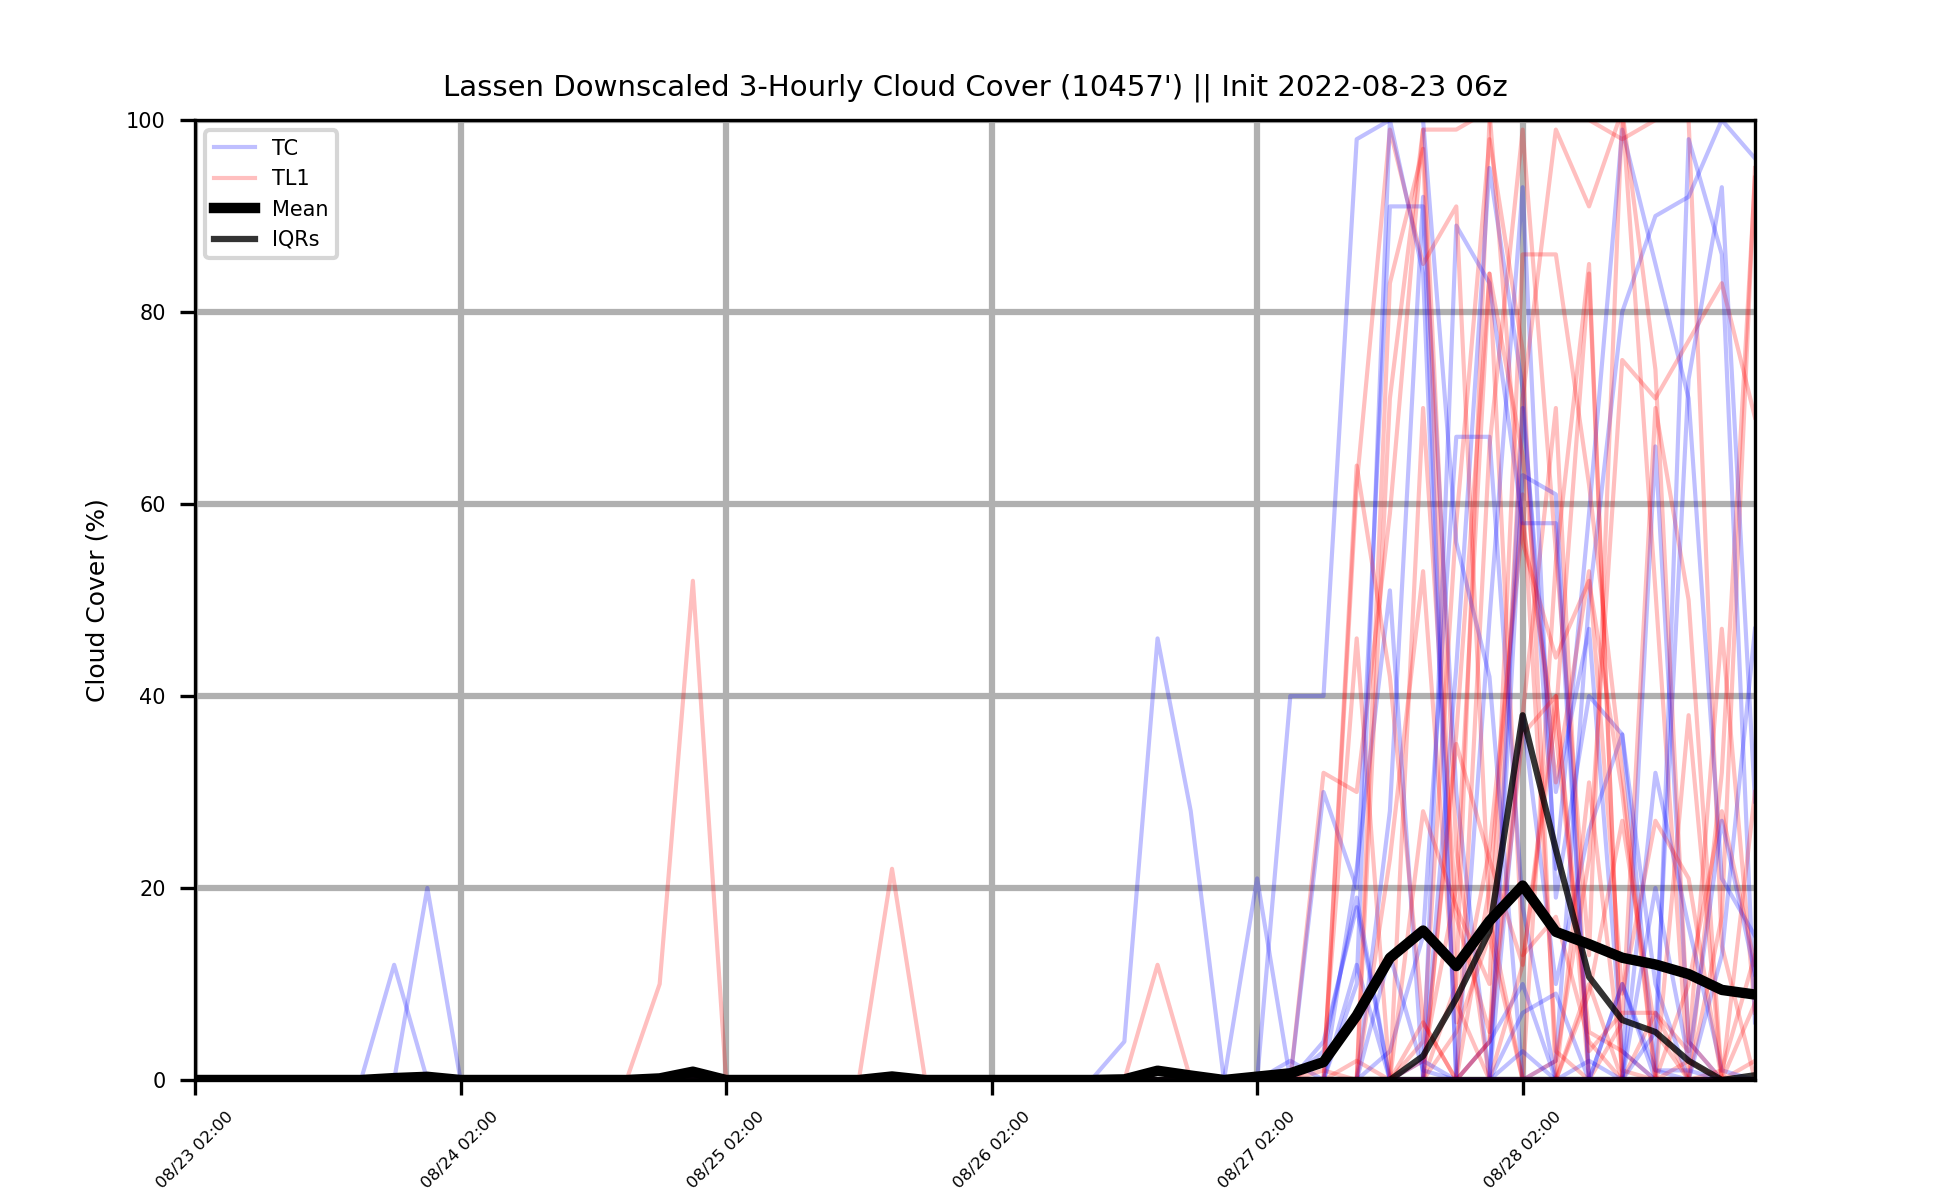 Lassen Downscaled 3-Hourly Cloud Cover (10457') || Init 2022-08-23 06z
100
80
60
40
20
0
Cloud Cover (%)
TC
TL1
Mean
IQRs
08/23 02:00
08/24 02:00
08/25 02:00
08/26 02:00
08/27 02:00
08/28 02:00